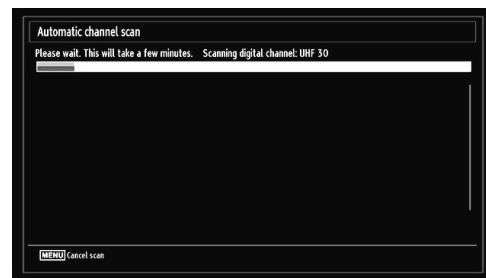 Automatic channel scan
Please wait. This will take a few minutes. Scanning digital channel: UHF 30
MENU Cancel scan